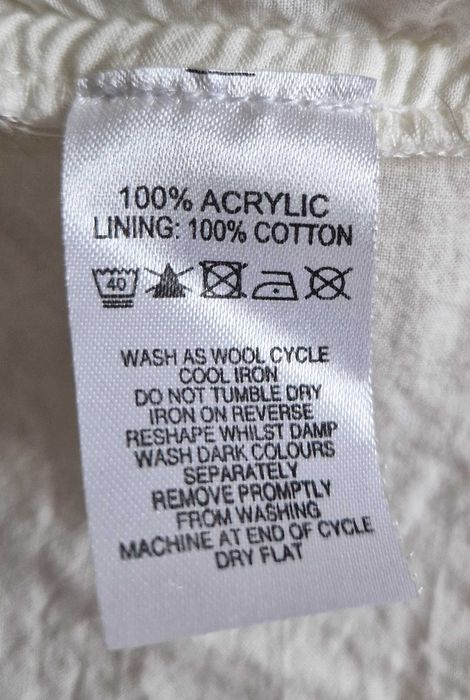 100% ACRYLIC
LINING: 100% COTTON
40
WASH AS WOOL CYCLE
COOL IRON
DO NOT TUMBLE DRY
IRON ON REVERSE
RESHAPE WHILST DAMP
WASH DARK COLOURS
SEPARATELY
REMOVE PROMPTLY
FROM WASHING
MACHINE AT END OF CYCLE
DRY FLAT